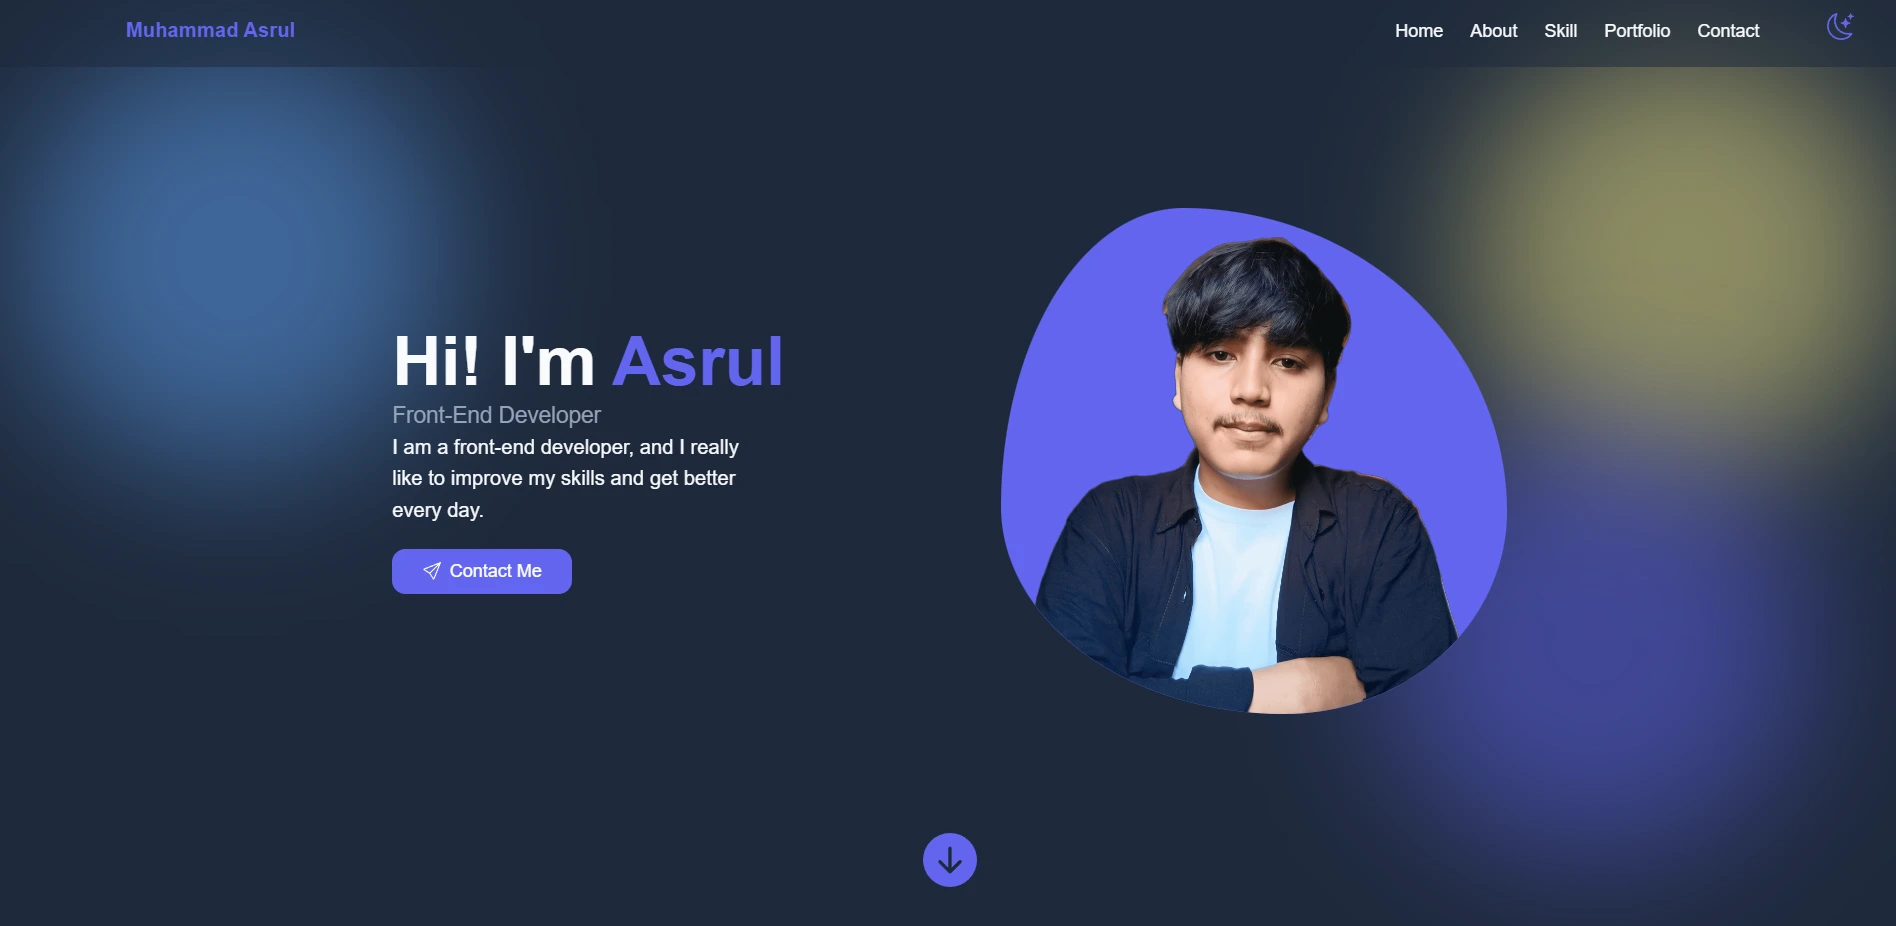 Muhammad Asrul
Home About Skill Portfolio Contact
Hi! I'm Asrul
Front-End Developer
I am a front-end developer, and I really
like to improve my skills and get better
every day.
Contact Me